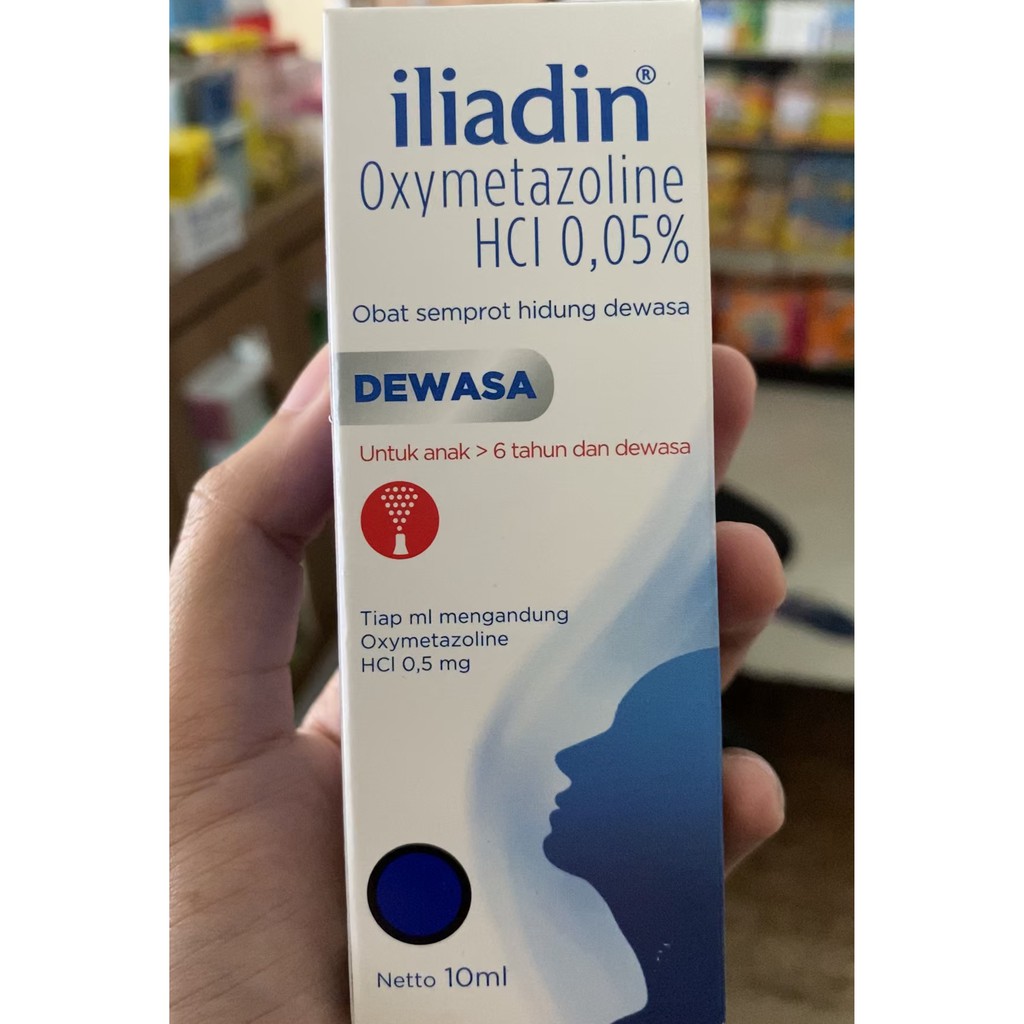 iliadin®
Oxymetazoline
HCl 0,05%
Obat semprot hidung dewasa
DEWASA
Untuk anak > 6 tahun dan dewasa
Tiap ml mengandung
Oxymetazoline
HCl 0,5 mg
Netto 10ml